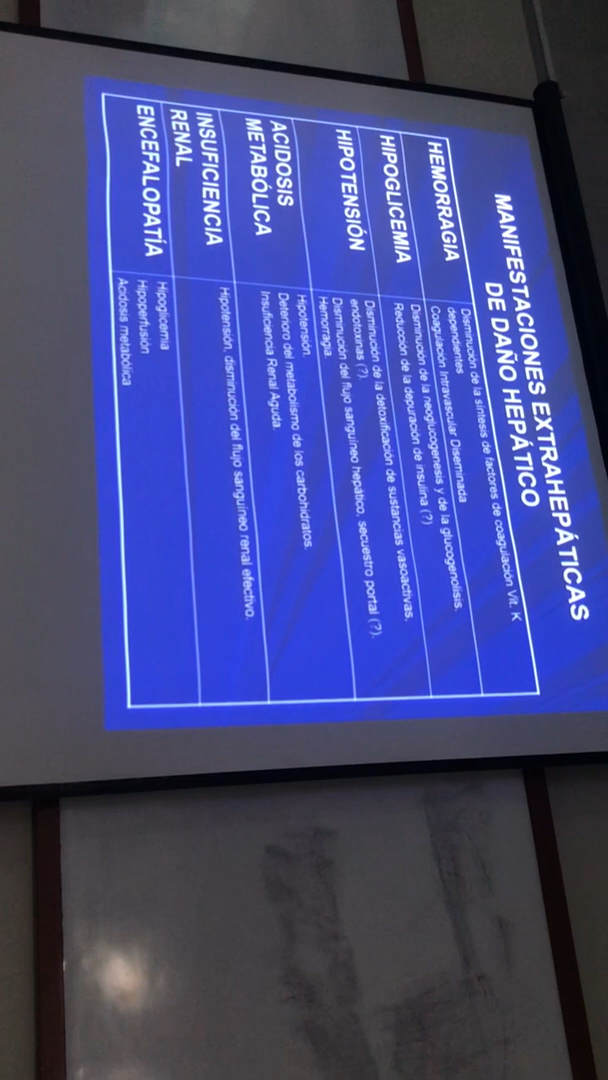 MANIFESTACIONES EXTRAHEPÁTICAS
DE DAÑO HEPÁTICO
HEMORRAGIA
Disminución de la síntesis de factores de coagulación Vit. K
dependientes
Coagulación Intravascular Diseminada
HIPOGLICEMIA
Disminución de la neoglucogenesis y de la glucogenolisis.
Reducción de la depuración de insulina (?)
HIPOTENSIÓN
Disminución de la detoxificación de sustancias vasoactivas,
endotoxinas (?).
Disminución del flujo sanguíneo hepático, secuestro portal (?).
Hemorragia.
ACIDOSIS
METABÓLICA
Hipotensión.
Deterioro del metabolismo de los carbohidratos.
Insuficiencia Renal Aguda.
INSUFICIENCIA
RENAL
Hipotensión, disminución del flujo sanguíneo renal efectivo.
ENCEFALOPATÍA
Hipoglicemia
Hipoperfusión
Acidosis metabólica